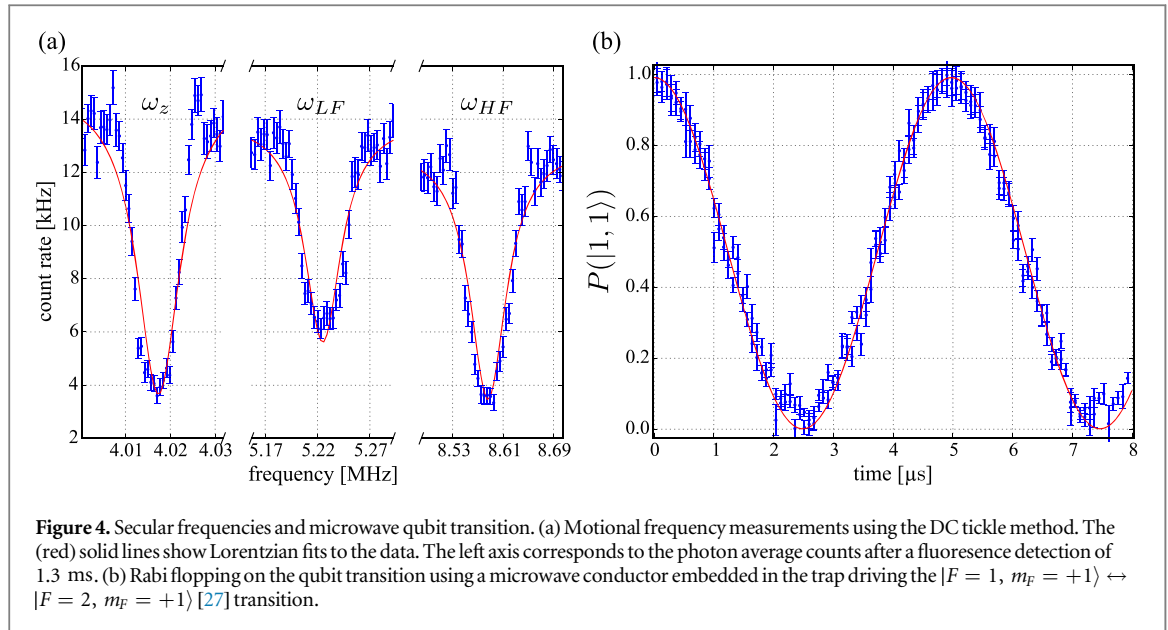 (a)
(b)
16
14
12
10
8
6
4
2
count rate [kHz]
ω_z
ω_LF
ω_HF
4.01 4.02 4.03
5.17 5.22 5.27
8.53 8.61 8.69
frequency [MHz]
1.0
0.8
0.6
0.4
0.2
0.0
P(|1, 1⟩)
0 1 2 3 4 5 6 7 8
time [µs]
Figure 4. Secular frequencies and microwave qubit transition. (a) Motional frequency measurements using the DC tickle method. The
(red) solid lines show Lorentzian fits to the data. The left axis corresponds to the photon average counts after a fluoresence detection of
1.3 ms. (b) Rabi flopping on the qubit transition using a microwave conductor embedded in the trap driving the |F = 1, m_F = +1⟩ ↔
|F = 2, m_F = +1⟩ [27] transition.